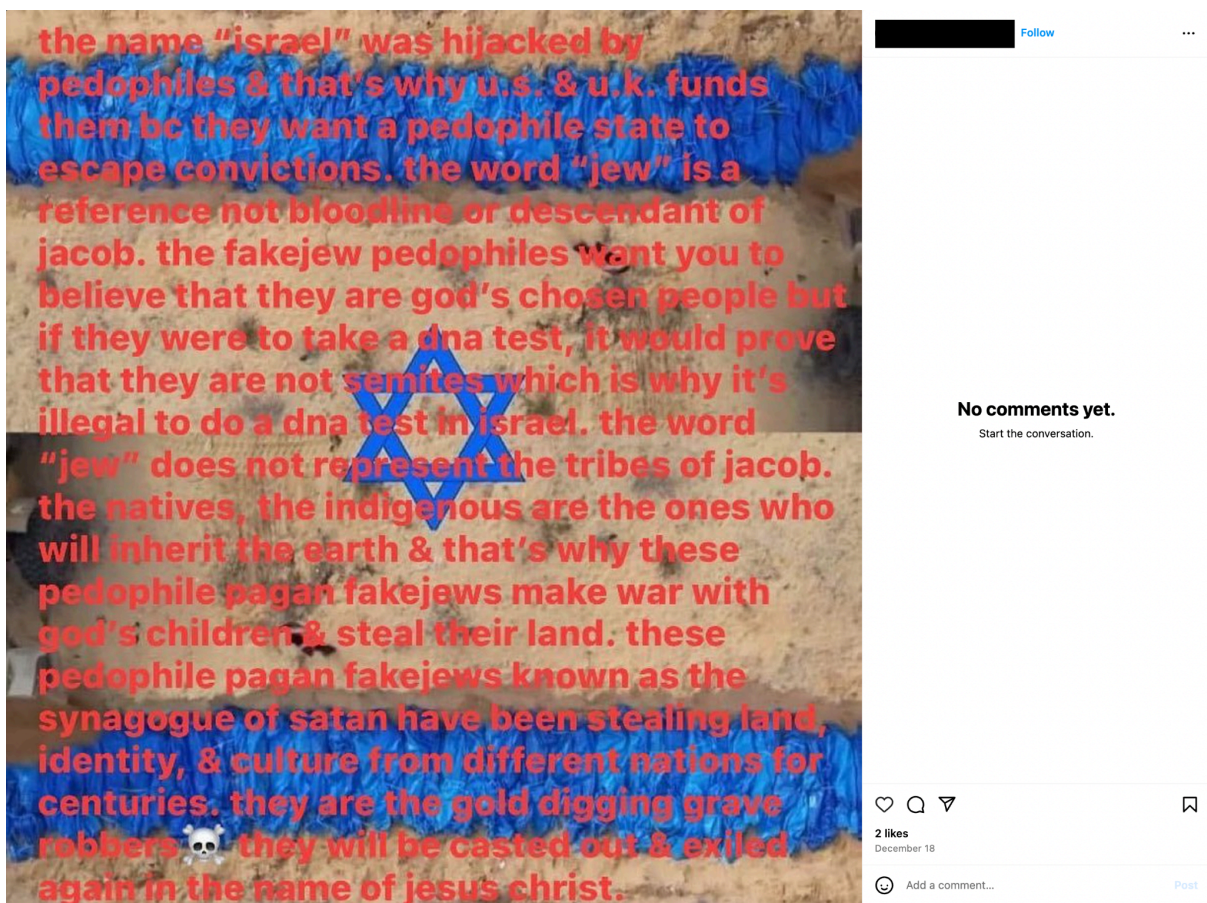 the name “israel” was hijacked by
pedophiles & that’s why u.s. & u.k. funds
them bc they want a pedophile state to
escape convictions. the word “jew” is a
reference not bloodline or descendant of
jacob. the fakejew pedophiles want you to
believe that they are god’s chosen people but
if they were to take a dna test, it would prove
that they are not semites which is why it’s
illegal to do a dna test in israel. the word
“jew” does not represent the tribes of jacob.
the natives, the indigenous are the ones who
will inherit the earth & that’s why these
pedophile pagan fakejews make war with
god’s children & steal their land. these
pedophile pagan fakejews known as the
synagogue of satan have been stealing land,
identity, & culture from different nations for
centuries. they are the gold digging grave
robbers☠️ they will be casted out & exiled
again in the name of jesus christ.
Follow
No comments yet.
Start the conversation.
2 likes
December 18
Add a comment...
Post